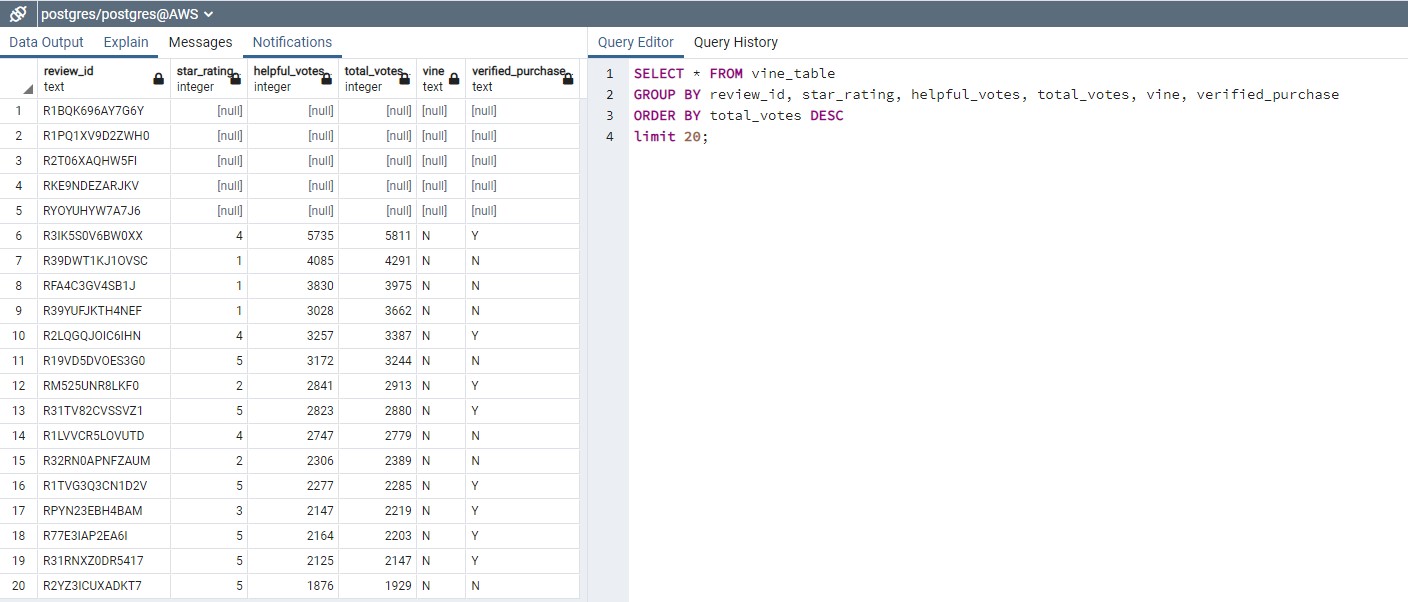 postgres/postgres@AWS
Data Output Explain Messages Notifications
review_id text star_rating integer helpful_votes integer total_votes integer vine text verified_purchase text
1 R1BQK696AY7G6Y [null] [null] [null] [null] [null]
2 R1PQ1XV9D2ZWH0 [null] [null] [null] [null] [null]
3 R2T06XAQHW5FI [null] [null] [null] [null] [null]
4 RKE9NDEZARJKV [null] [null] [null] [null] [null]
5 RYOYUHYW7A7J6 [null] [null] [null] [null] [null]
6 R3IK5S0V6BW0XX 4 5735 5811 N Y
7 R39DWT1KJ1OVSC 1 4085 4291 N N
8 RFA4C3GV4SB1J 1 3830 3975 N N
9 R39YUFJKTH4NEF 1 3028 3662 N N
10 R2LQGQJOIC6IHN 4 3257 3387 N Y
11 R19VD5DVOES3G0 5 3172 3244 N N
12 RM525UNR8LKF0 2 2841 2913 N Y
13 R31TV82CVSSVZ1 5 2823 2880 N Y
14 R1LVVCR5LOVUTD 4 2747 2779 N N
15 R32RN0APNFZAUM 2 2306 2389 N N
16 R1TVG3Q3CN1D2V 5 2277 2285 N Y
17 RPYN23EBH4BAM 3 2147 2219 N Y
18 R77E3IAP2EA6I 5 2164 2203 N Y
19 R31RNXZ0DR5417 5 2125 2147 N Y
20 R2YZ3ICUXADKT7 5 1876 1929 N N
Query Editor Query History
1 SELECT * FROM vine_table
2 GROUP BY review_id, star_rating, helpful_votes, total_votes, vine, verified_purchase
3 ORDER BY total_votes DESC
4 limit 20;